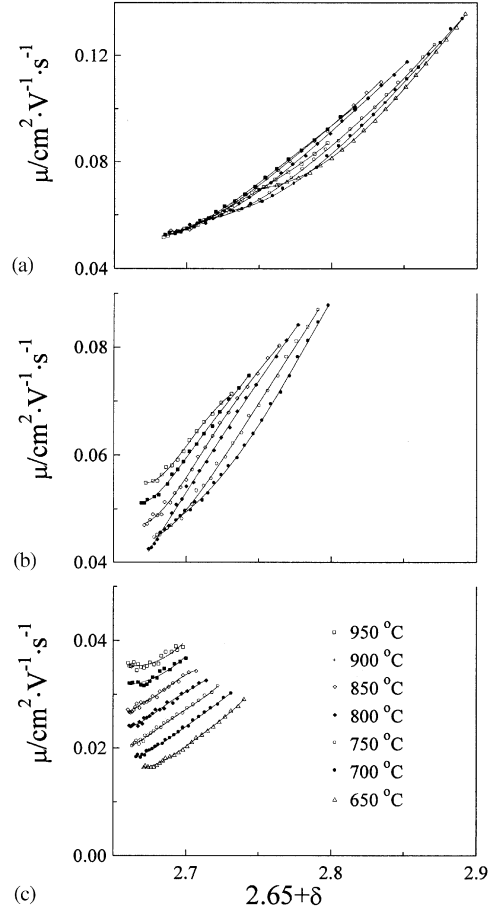 0.12
0.08
0.04
μ/cm²·V⁻¹·s⁻¹
(a)
0.08
0.06
0.04
μ/cm²·V⁻¹·s⁻¹
(b)
0.04
0.02
0.00
μ/cm²·V⁻¹·s⁻¹
950 °C
900 °C
850 °C
800 °C
750 °C
700 °C
650 °C
2.7
2.8
2.9
(c)
2.65+δ